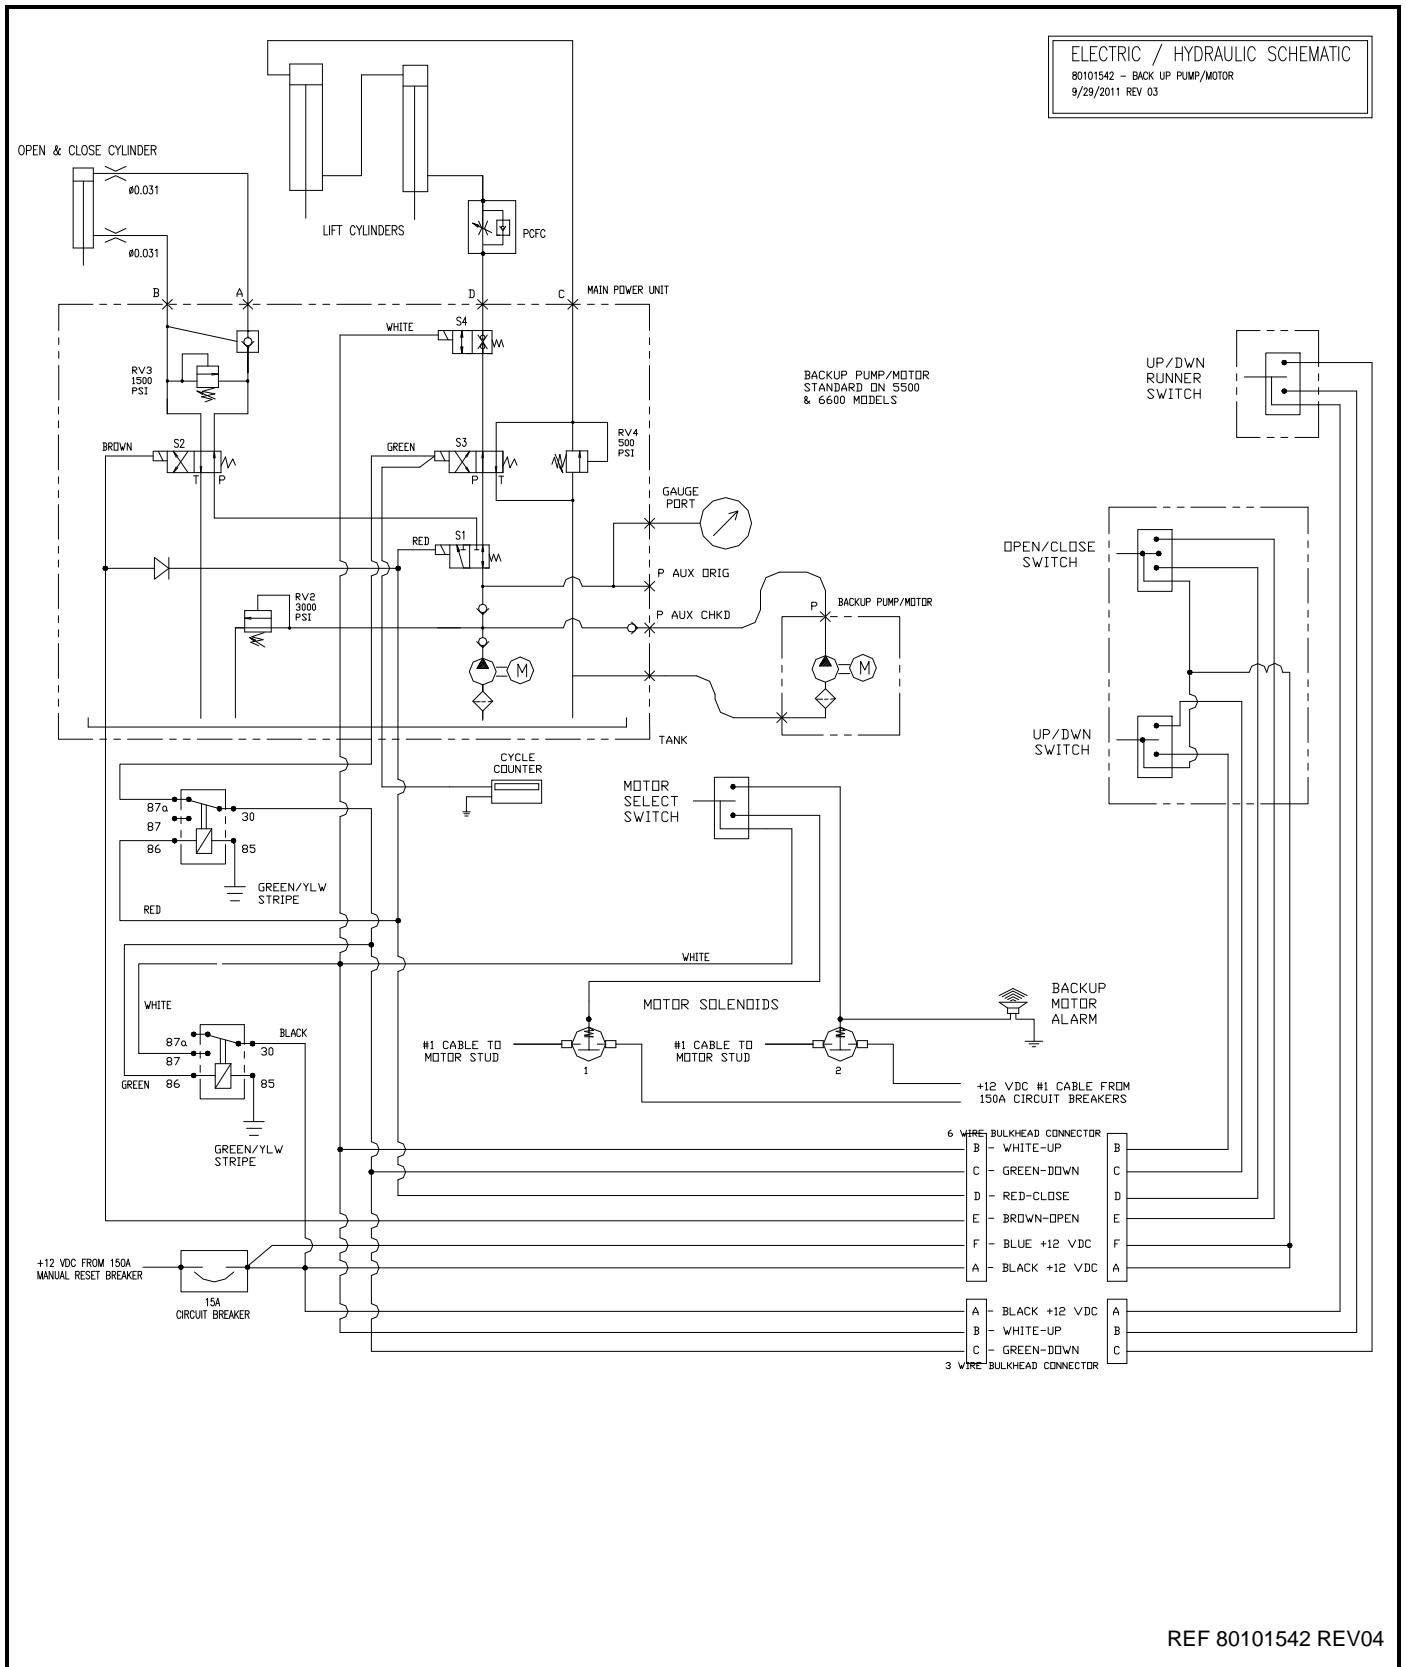 ELECTRIC / HYDRAULIC SCHEMATIC
80101542 - BACK UP PUMP/MOTOR
9/29/2011 REV 03
OPEN & CLOSE CYLINDER
ø0.031
ø0.031
LIFT CYLINDERS
PCFC
B
A
D
C
MAIN POWER UNIT
WHITE
S4
RV3
1500
PSI
BACKUP PUMP/MOTOR
STANDARD ON 5500
& 6600 MODELS
UP/DWN
RUNNER
SWITCH
BROWN
S2
T
P
GREEN
S3
P
T
RV4
500
PSI
GAUGE
PORT
RED
S1
OPEN/CLOSE
SWITCH
P AUX ORIG
RV2
3000
PSI
P AUX CHKD
P
BACKUP PUMP/MOTOR
M
M
TANK
UP/DWN
SWITCH
CYCLE
COUNTER
MOTOR
SELECT
SWITCH
87a
87
86
30
85
GREEN/YLW
STRIPE
RED
WHITE
WHITE
MOTOR SOLENOIDS
BACKUP
MOTOR
ALARM
87a
87
86
BLACK
30
85
GREEN
GREEN/YLW
STRIPE
#1 CABLE TO
MOTOR STUD
1
#1 CABLE TO
MOTOR STUD
2
+12 VDC #1 CABLE FROM
150A CIRCUIT BREAKERS
6 WIRE BULKHEAD CONNECTOR
B - WHITE-UP B
C - GREEN-DOWN C
D - RED-CLOSE D
E - BROWN-OPEN E
F - BLUE +12 VDC F
A - BLACK +12 VDC A
+12 VDC FROM 150A
MANUAL RESET BREAKER
15A
CIRCUIT BREAKER
A - BLACK +12 VDC A
B - WHITE-UP B
C - GREEN-DOWN C
3 WIRE BULKHEAD CONNECTOR
REF 80101542 REV04